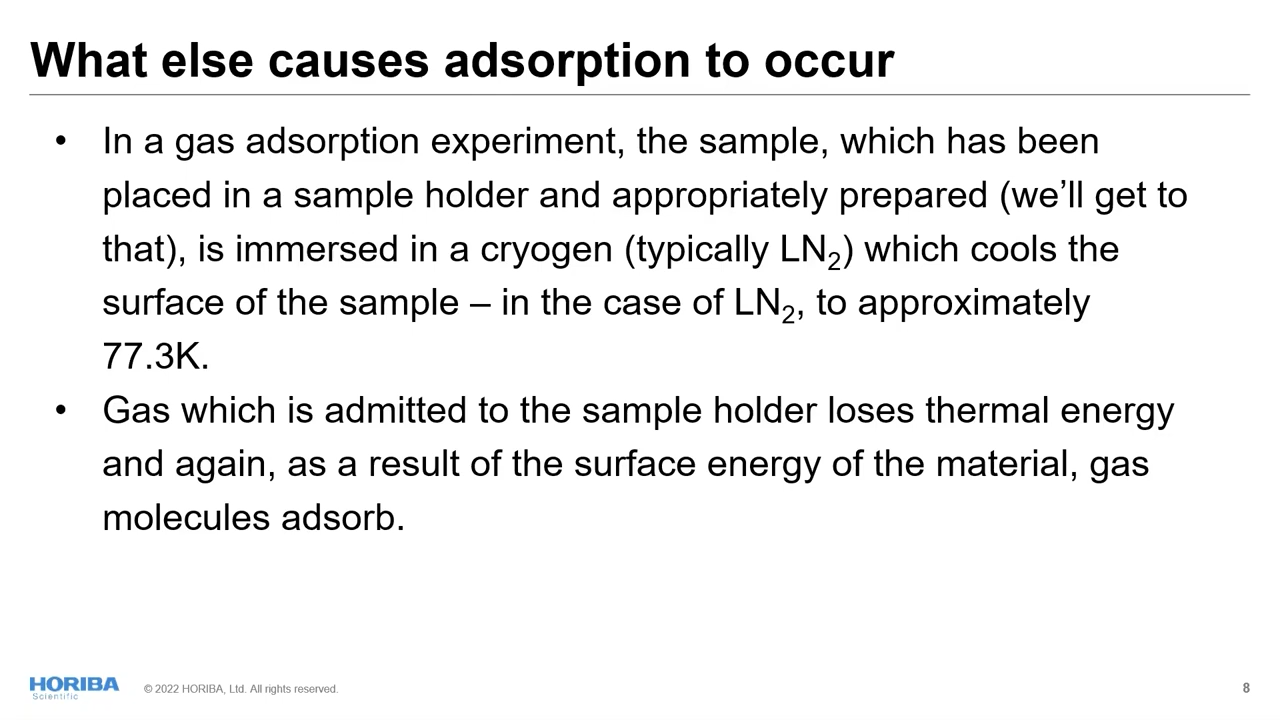 What else causes adsorption to occur
• In a gas adsorption experiment, the sample, which has been
placed in a sample holder and appropriately prepared (we’ll get to
that), is immersed in a cryogen (typically LN₂) which cools the
surface of the sample – in the case of LN₂, to approximately
77.3K.
• Gas which is admitted to the sample holder loses thermal energy
and again, as a result of the surface energy of the material, gas
molecules adsorb.
HORIBA
Scientific
© 2022 HORIBA, Ltd. All rights reserved.
8